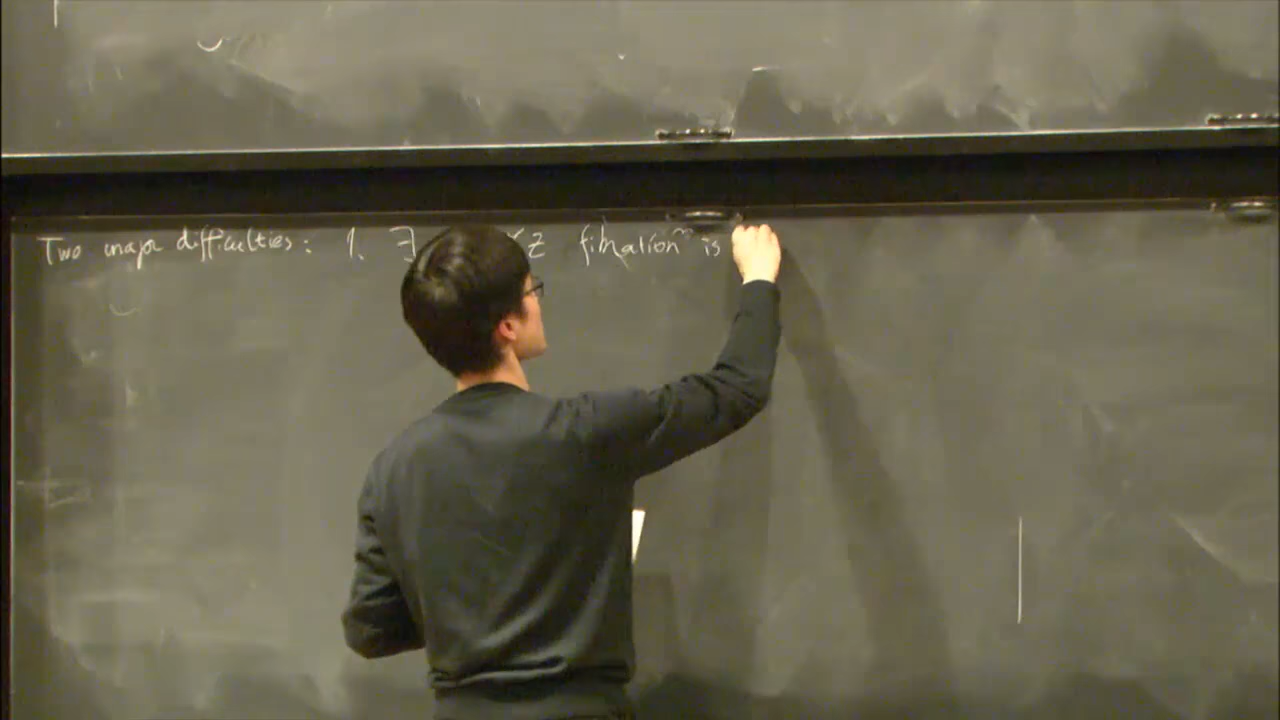 Two major difficulties: 1. ∃ Z fibration" is